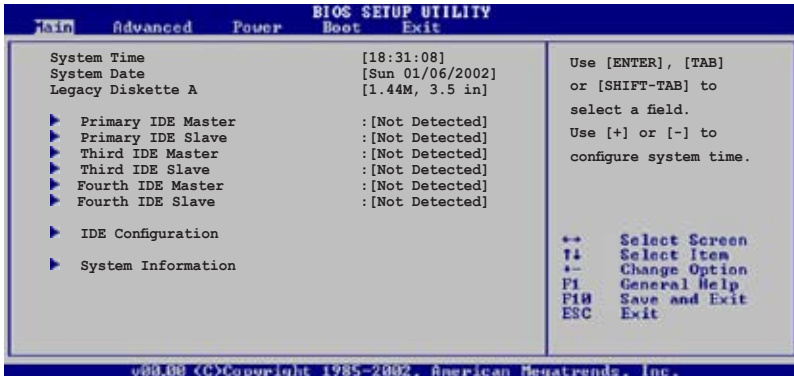 BIOS SETUP UTILITY
Main Advanced Power Boot Exit
System Time [18:31:08]
System Date [Sun 01/06/2002]
Legacy Diskette A [1.44M, 3.5 in]
Primary IDE Master :[Not Detected]
Primary IDE Slave :[Not Detected]
Third IDE Master :[Not Detected]
Third IDE Slave :[Not Detected]
Fourth IDE Master :[Not Detected]
Fourth IDE Slave :[Not Detected]
IDE Configuration
System Information
Use [ENTER], [TAB]
or [SHIFT-TAB] to
select a field.
Use [+] or [-] to
configure system time.
↔ Select Screen
↑↓ Select Item
+- Change Option
F1 General Help
F10 Save and Exit
ESC Exit
v00.00 (C)Copyright 1985-2002, American Megatrends, Inc.